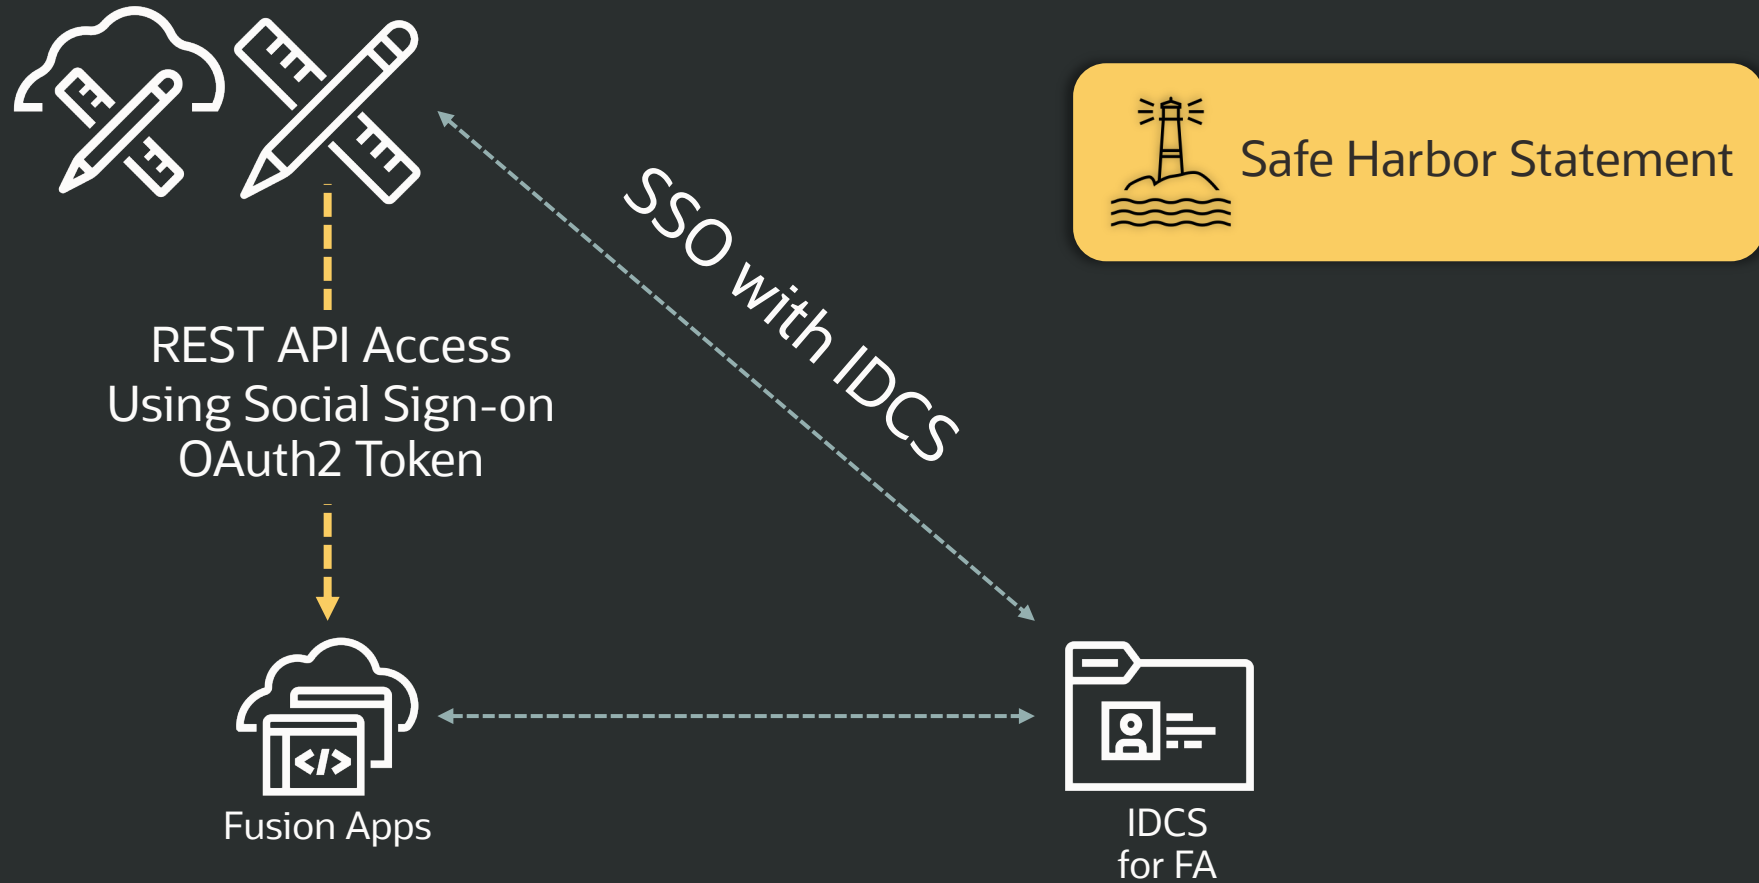 Safe Harbor Statement
SSO with IDCS
REST API Access
Using Social Sign-on
OAuth2 Token
</>
Fusion Apps
IDCS
for FA